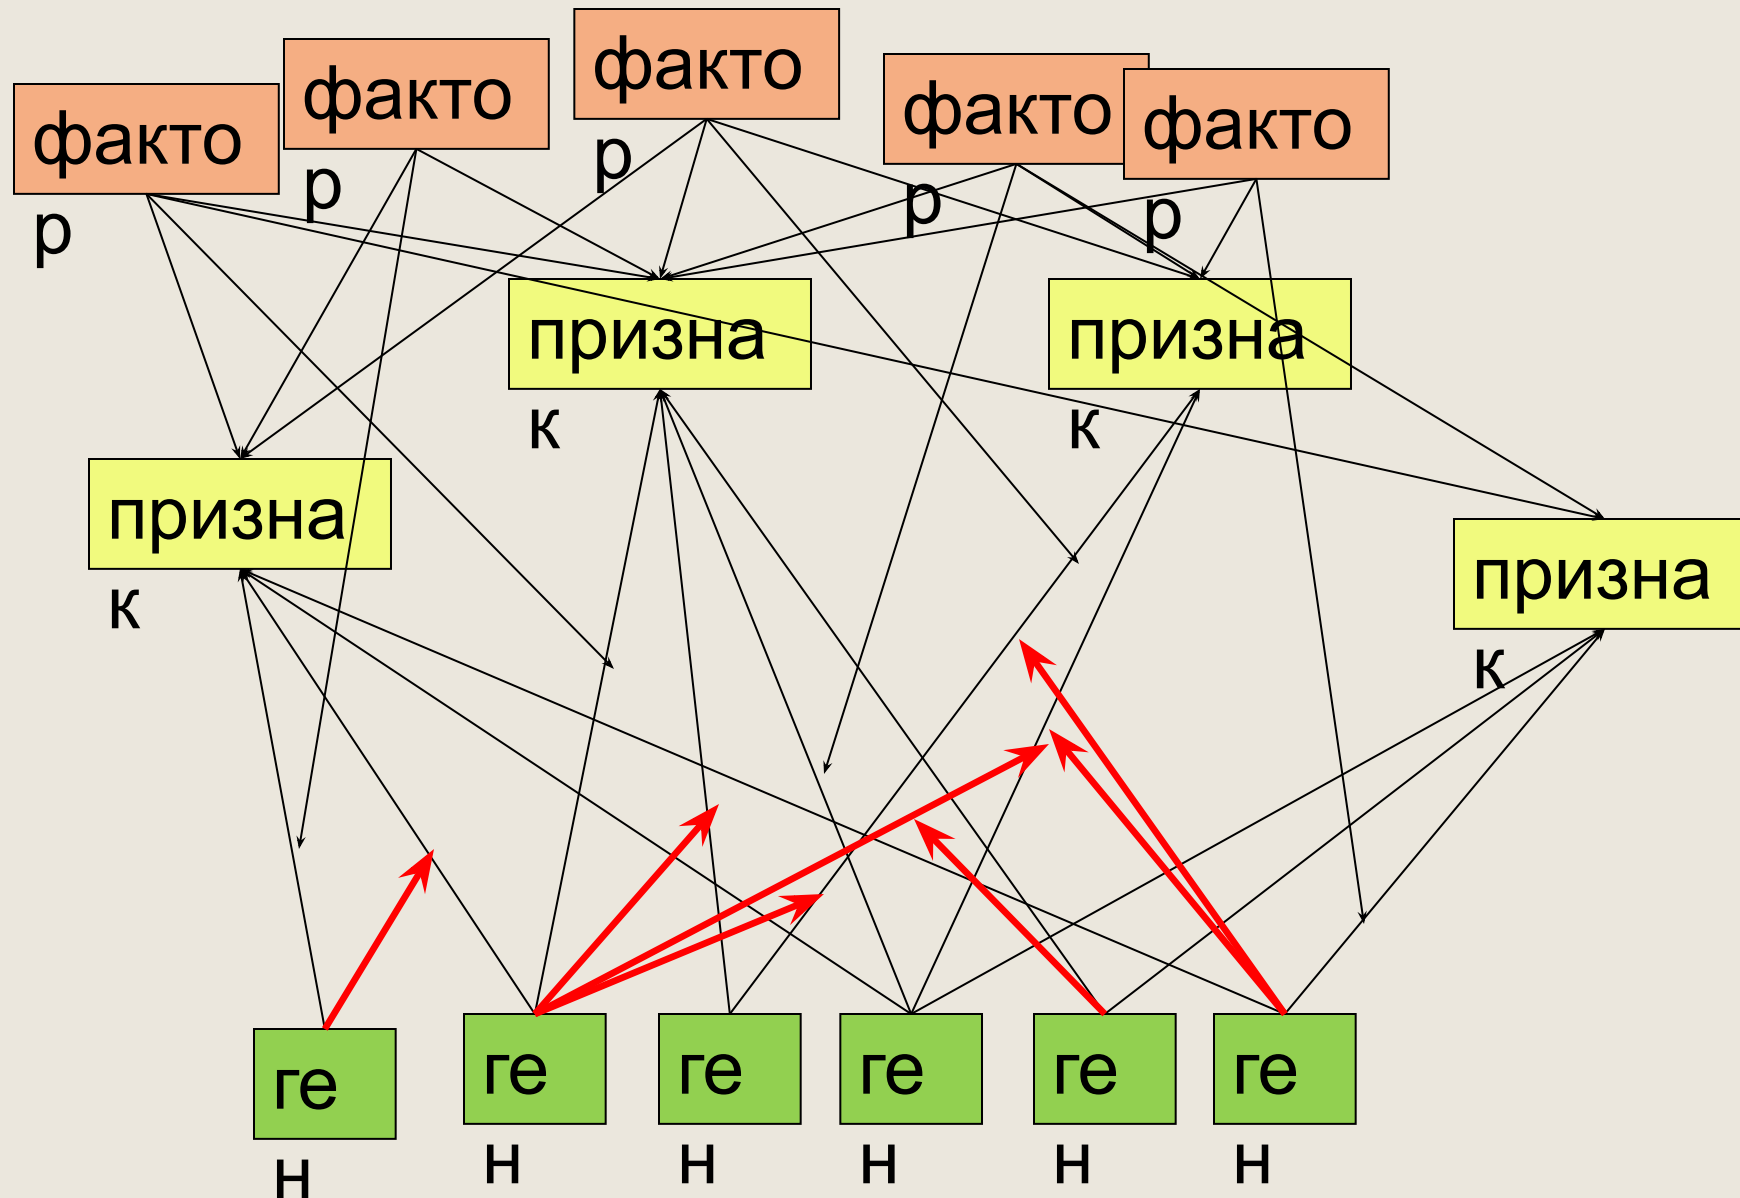 факто
р
факто
р
факто
р
факто
р
факто
р
призна
к
призна
к
призна
к
призна
к
ге
н
ге
н
ге
н
ге
н
ге
н
ге
н